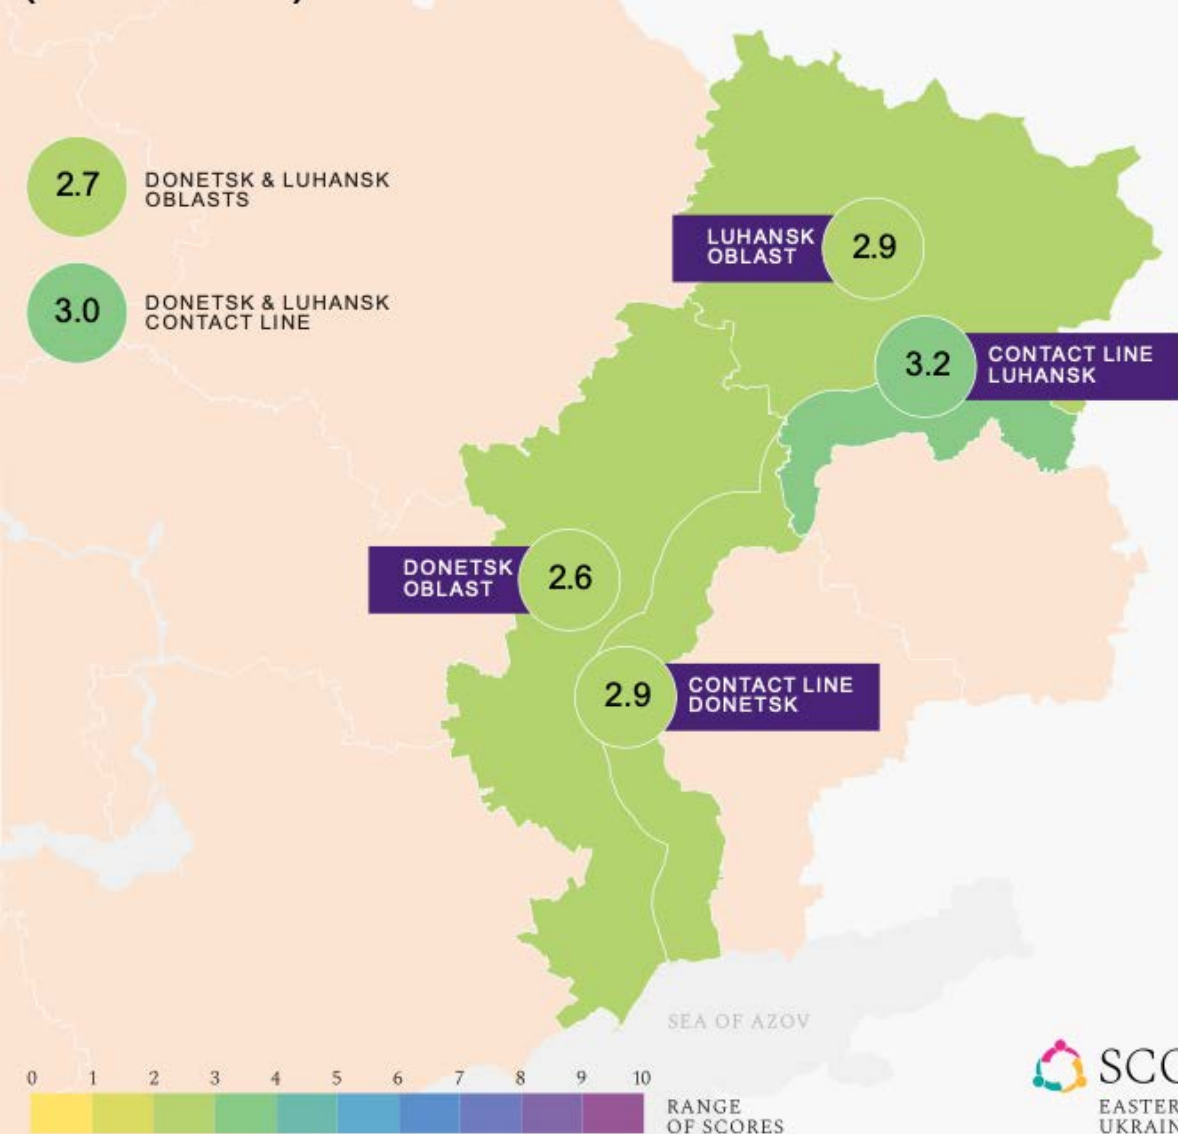 2.7
DONETSK & LUHANSK
OBLASTS
3.0
DONETSK & LUHANSK
CONTACT LINE
LUHANSK
OBLAST
2.9
3.2
CONTACT LINE
LUHANSK
DONETSK
OBLAST
2.6
2.9
CONTACT LINE
DONETSK
SEA OF AZOV
0 1 2 3 4 5 6 7 8 9 10
RANGE
OF SCORES